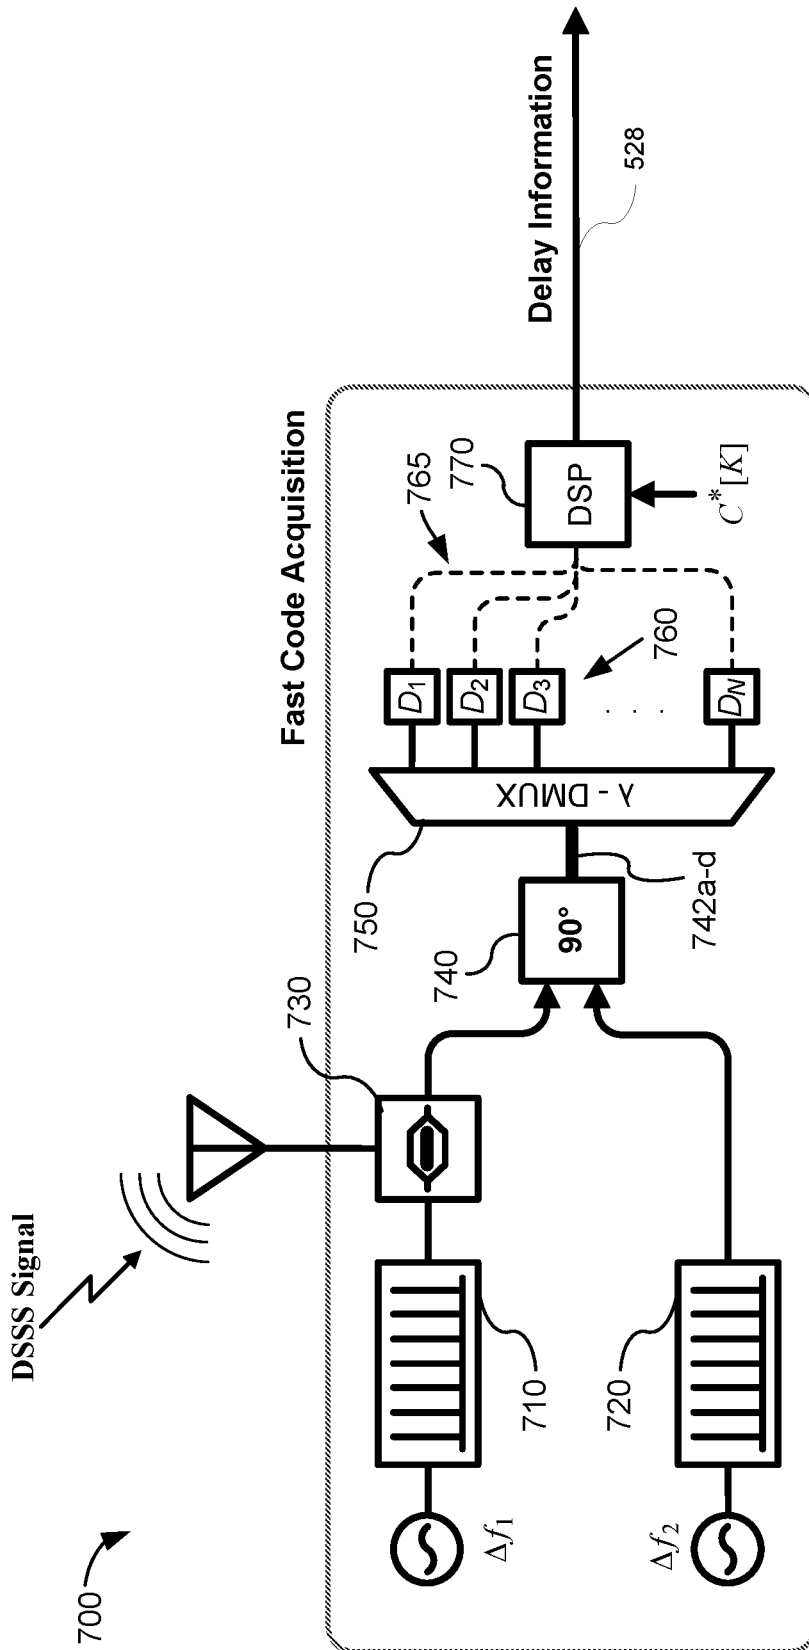 700
DSSS Signal
Fast Code Acquisition
Δf₁
710
730
Δf₂
720
740
90°
742a-d
750
λ - DMUX
D₁
D₂
D₃
. . .
D_N
760
765
770
DSP
C*[K]
Delay Information
528